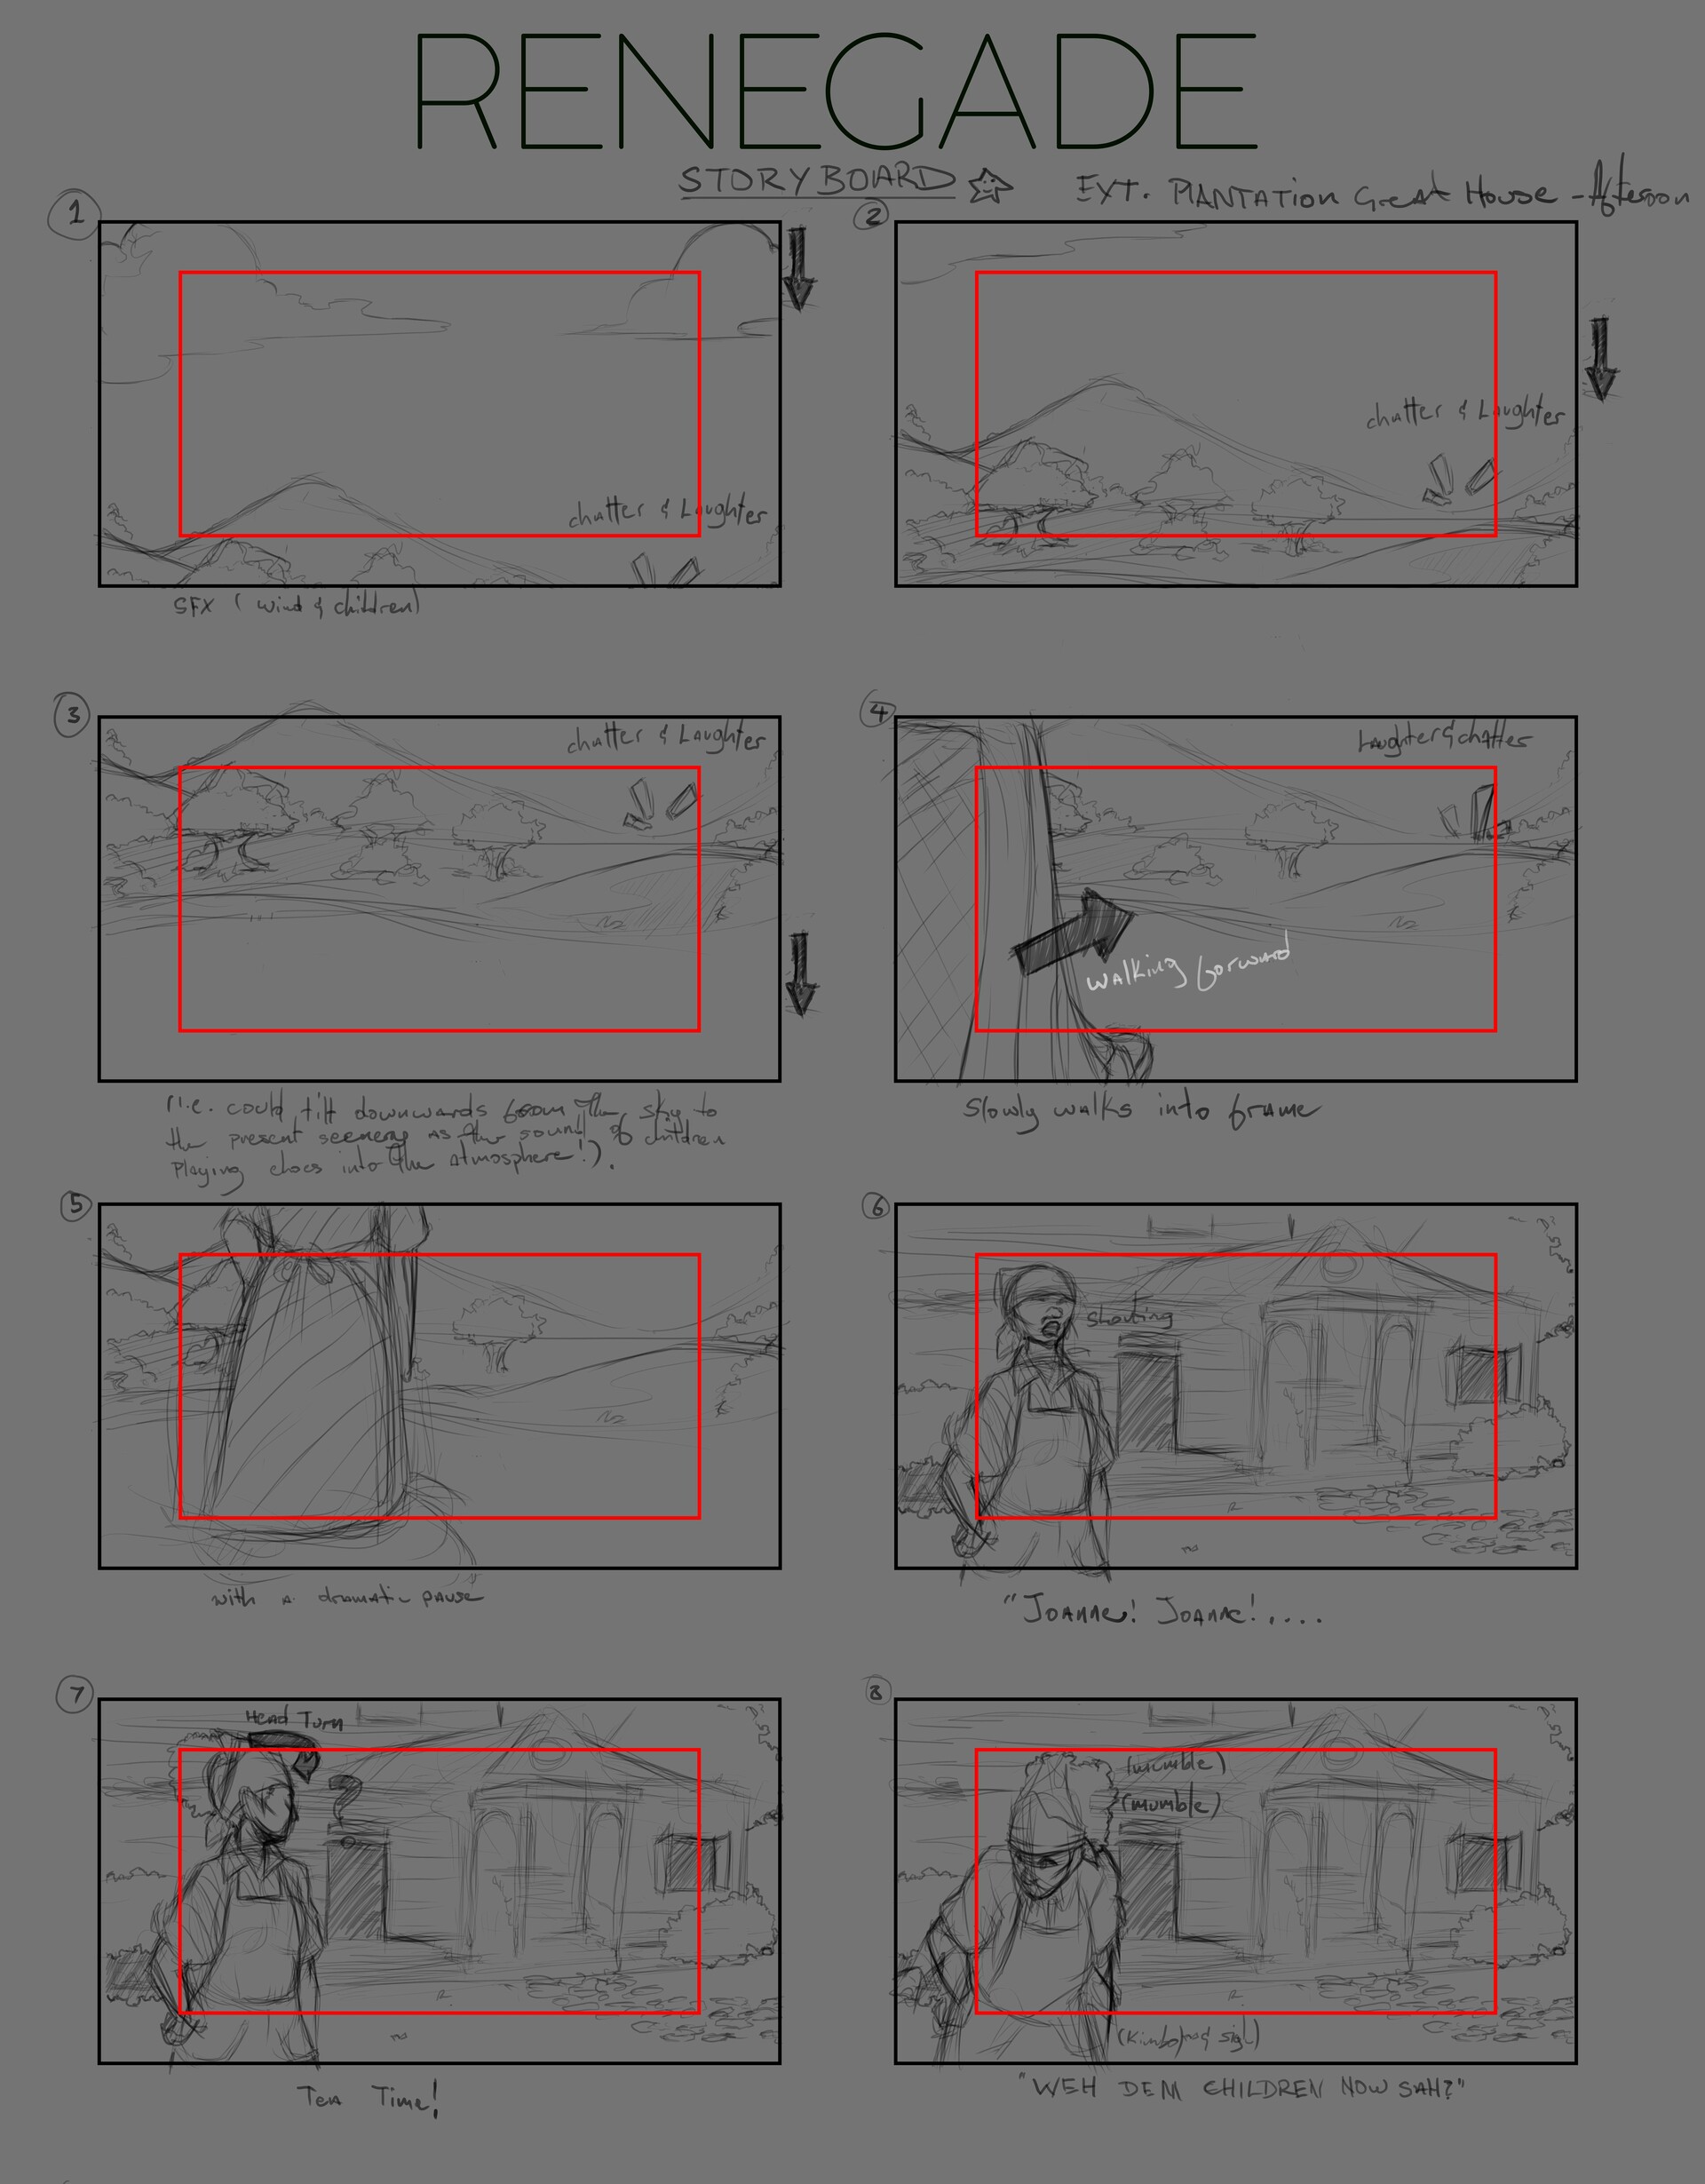 RENEGADE
STORYBOARD
EXT. PLANTATION Great House - Afternoon
1
chatter & Laughter
SFX ( wind & children)
2
chatter & Laughter
3
chatter & Laughter
(i.e. could tilt downwards from the sky to
the present scenery as the sound of children
playing echoes into the atmosphere!).
4
Laughter & chatter
walking forward
Slowly walks into frame
5
with a dramatic pause
6
shouting
"Joanne! Joanne!....
7
Head Turn
?
Tea Time!
8
(mumble)
(mumble)
"WEH DEM CHILDREN NOW SAH?"